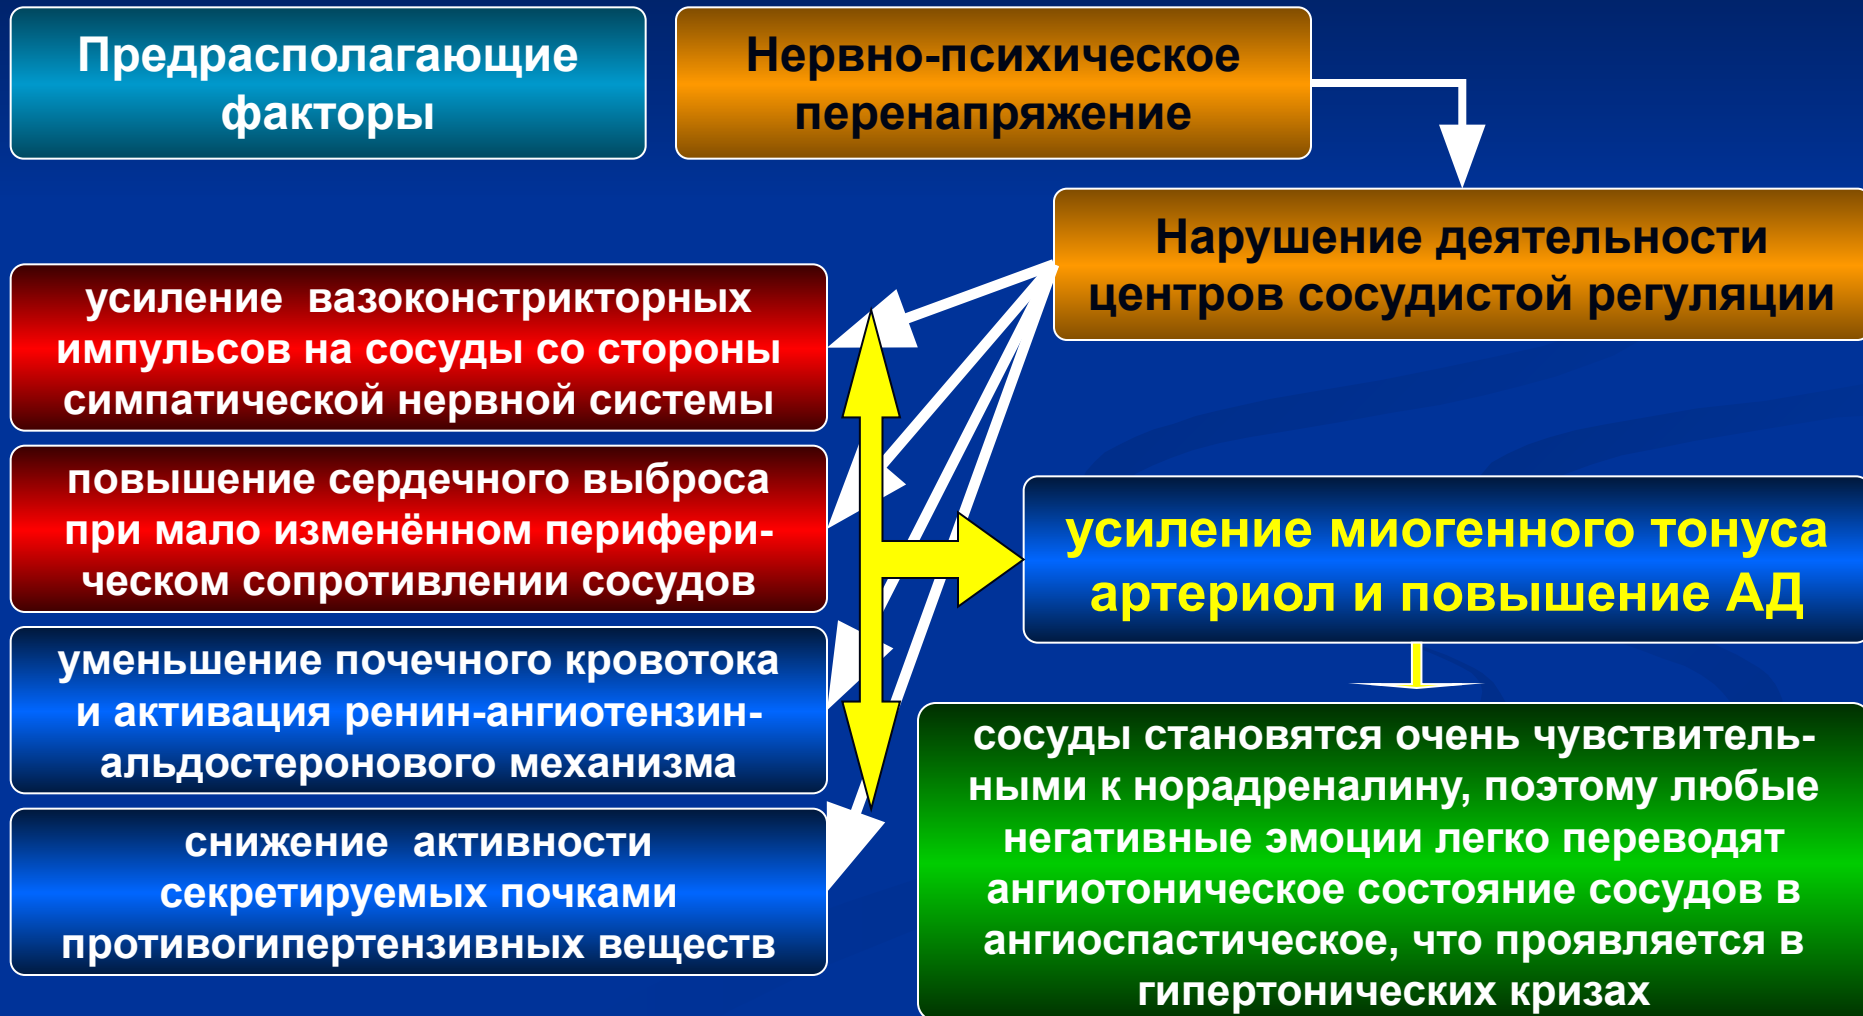 Предрасполагающие
факторы
Нервно-психическое
перенапряжение
Нарушение деятельности
центров сосудистой регуляции
усиление вазоконстрикторных
импульсов на сосуды со стороны
симпатической нервной системы
повышение сердечного выброса
при мало изменённом перифери-
ческом сопротивлении сосудов
уменьшение почечного кровотока
и активация ренин-ангиотензин-
альдостеронового механизма
снижение активности
секретируемых почками
противогипертензивных веществ
усиление миогенного тонуса
артериол и повышение АД
сосуды становятся очень чувствитель-
ными к норадреналину, поэтому любые
негативные эмоции легко переводят
ангиотоническое состояние сосудов в
ангиоспастическое, что проявляется в
гипертонических кризах